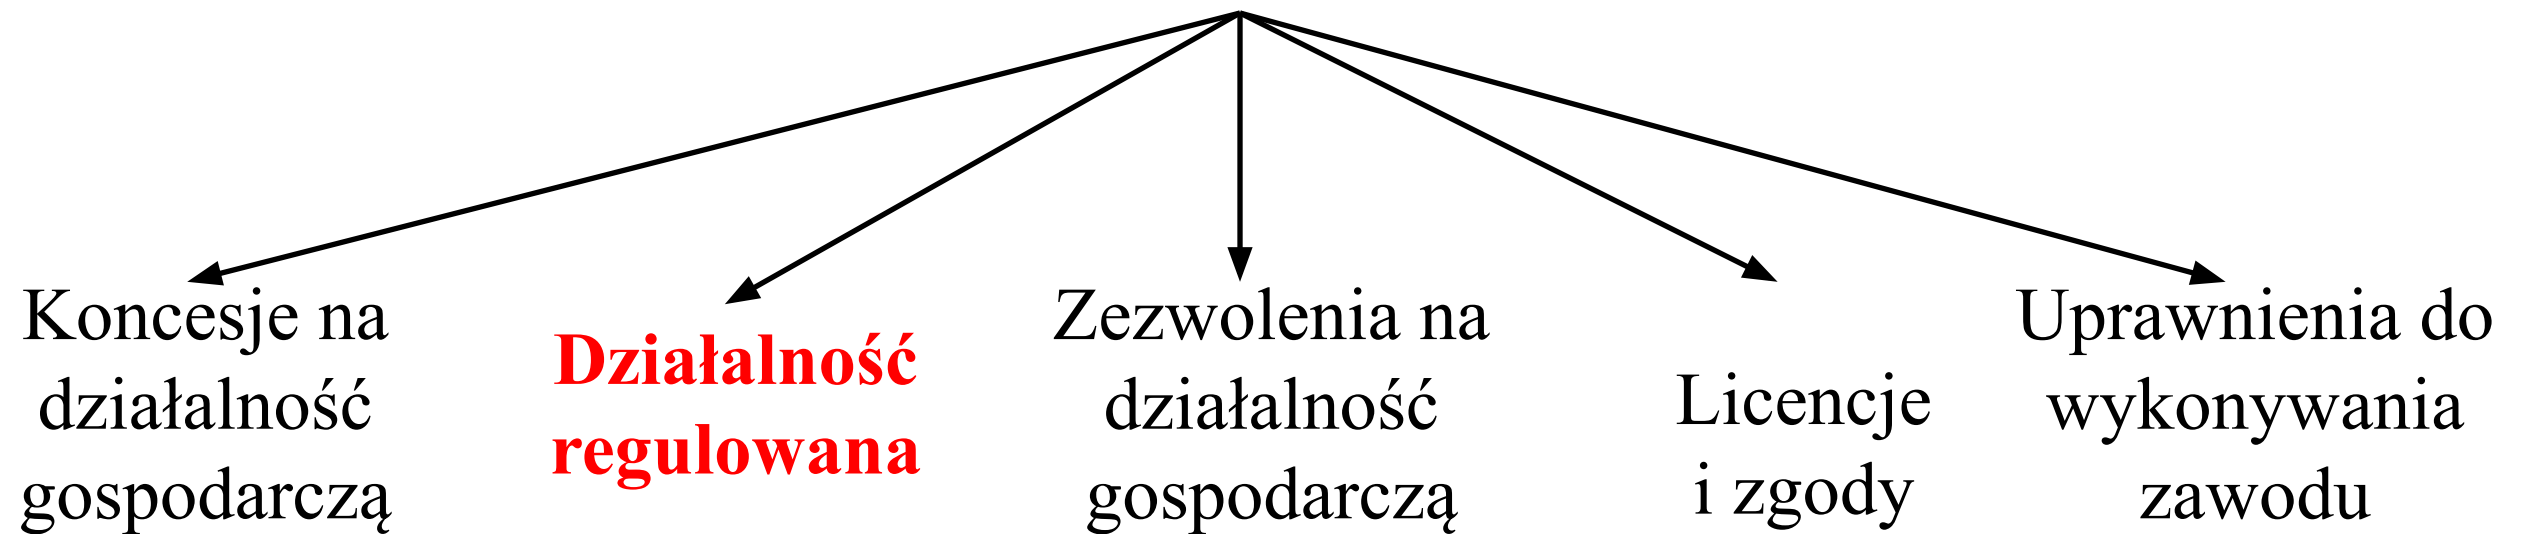 Koncesje na
działalność
gospodarczą
Działalność
regulowana
Zezwolenia na
działalność
gospodarczą
Licencje
i zgody
Uprawnienia do
wykonywania
zawodu